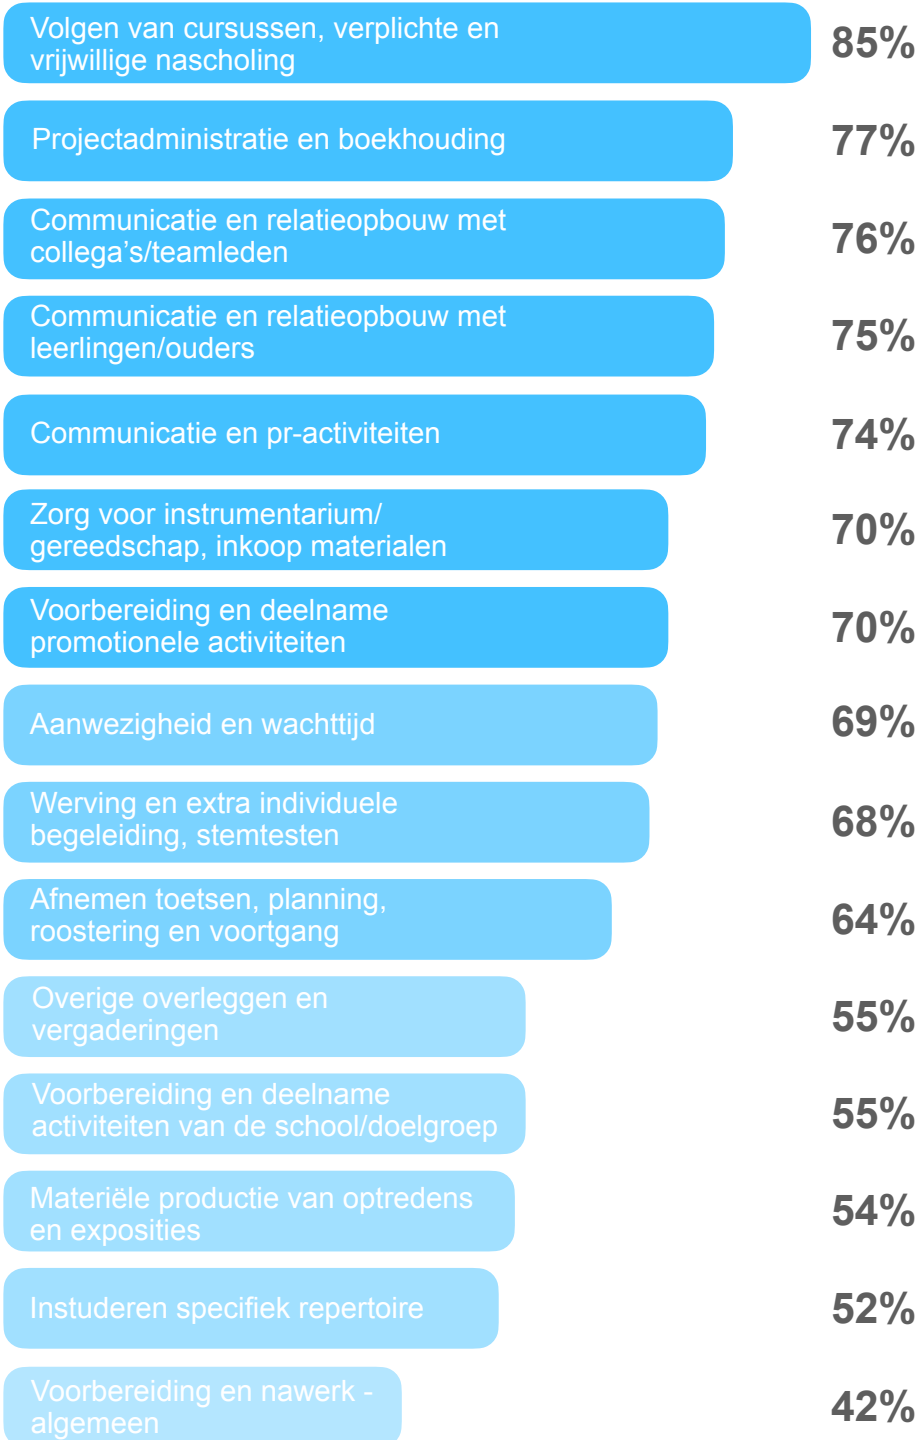 Volgen van cursussen, verplichte en
vrijwillige nascholing
85%
Projectadministratie en boekhouding
77%
Communicatie en relatieopbouw met
collega’s/teamleden
76%
Communicatie en relatieopbouw met
leerlingen/ouders
75%
Communicatie en pr-activiteiten
74%
Zorg voor instrumentarium/
gereedschap, inkoop materialen
70%
Voorbereiding en deelname
promotionele activiteiten
70%
Aanwezigheid en wachttijd
69%
Werving en extra individuele
begeleiding, stemtesten
68%
Afnemen toetsen, planning,
roostering en voortgang
64%
Overige overleggen en
vergaderingen
55%
Voorbereiding en deelname
activiteiten van de school/doelgroep
55%
Materiële productie van optredens
en exposities
54%
Instuderen specifiek repertoire
52%
Voorbereiding en nawerk -
algemeen
42%